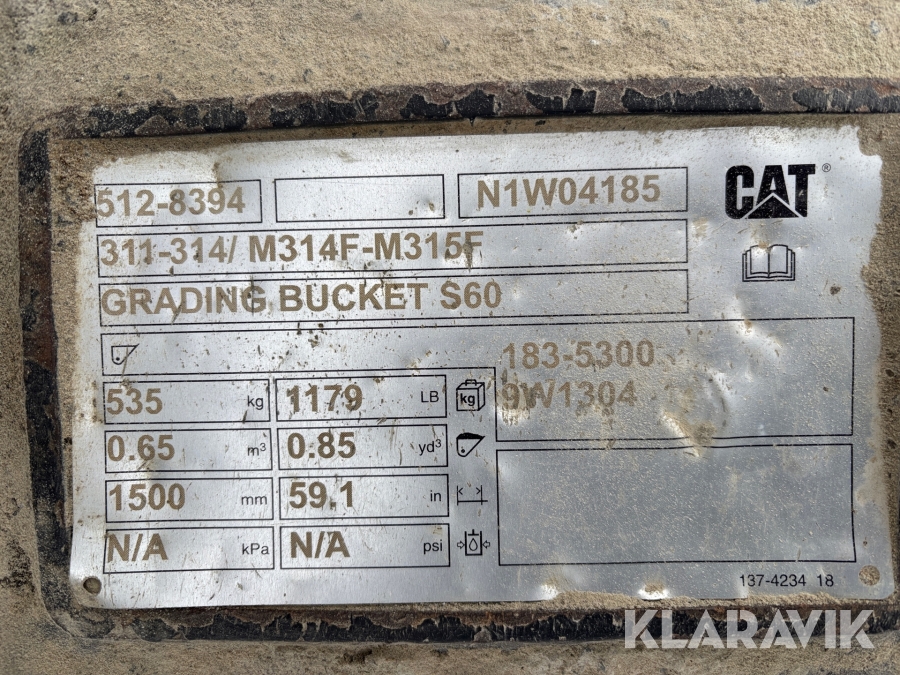 512-8394 N1W04185 CAT®
311-314/ M314F-M315F
GRADING BUCKET S60
183-5300
9W1304
535 kg 1179 LB kg
0.65 m³ 0.85 yd³
1500 mm 59.1 in
N/A kPa N/A psi
137-4234 18
KLARAVIK